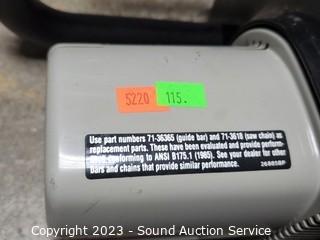 5220
115.
Use part numbers 71-36365 (guide bar) and 71-3618 (saw chain) as
replacement parts. These have been evaluated and provide perform-
ance conforming to ANSI B175.1 (1985). See your dealer for other
bars and chains that provide similar performance.
Copyright © 2023 - Sound Auction Service